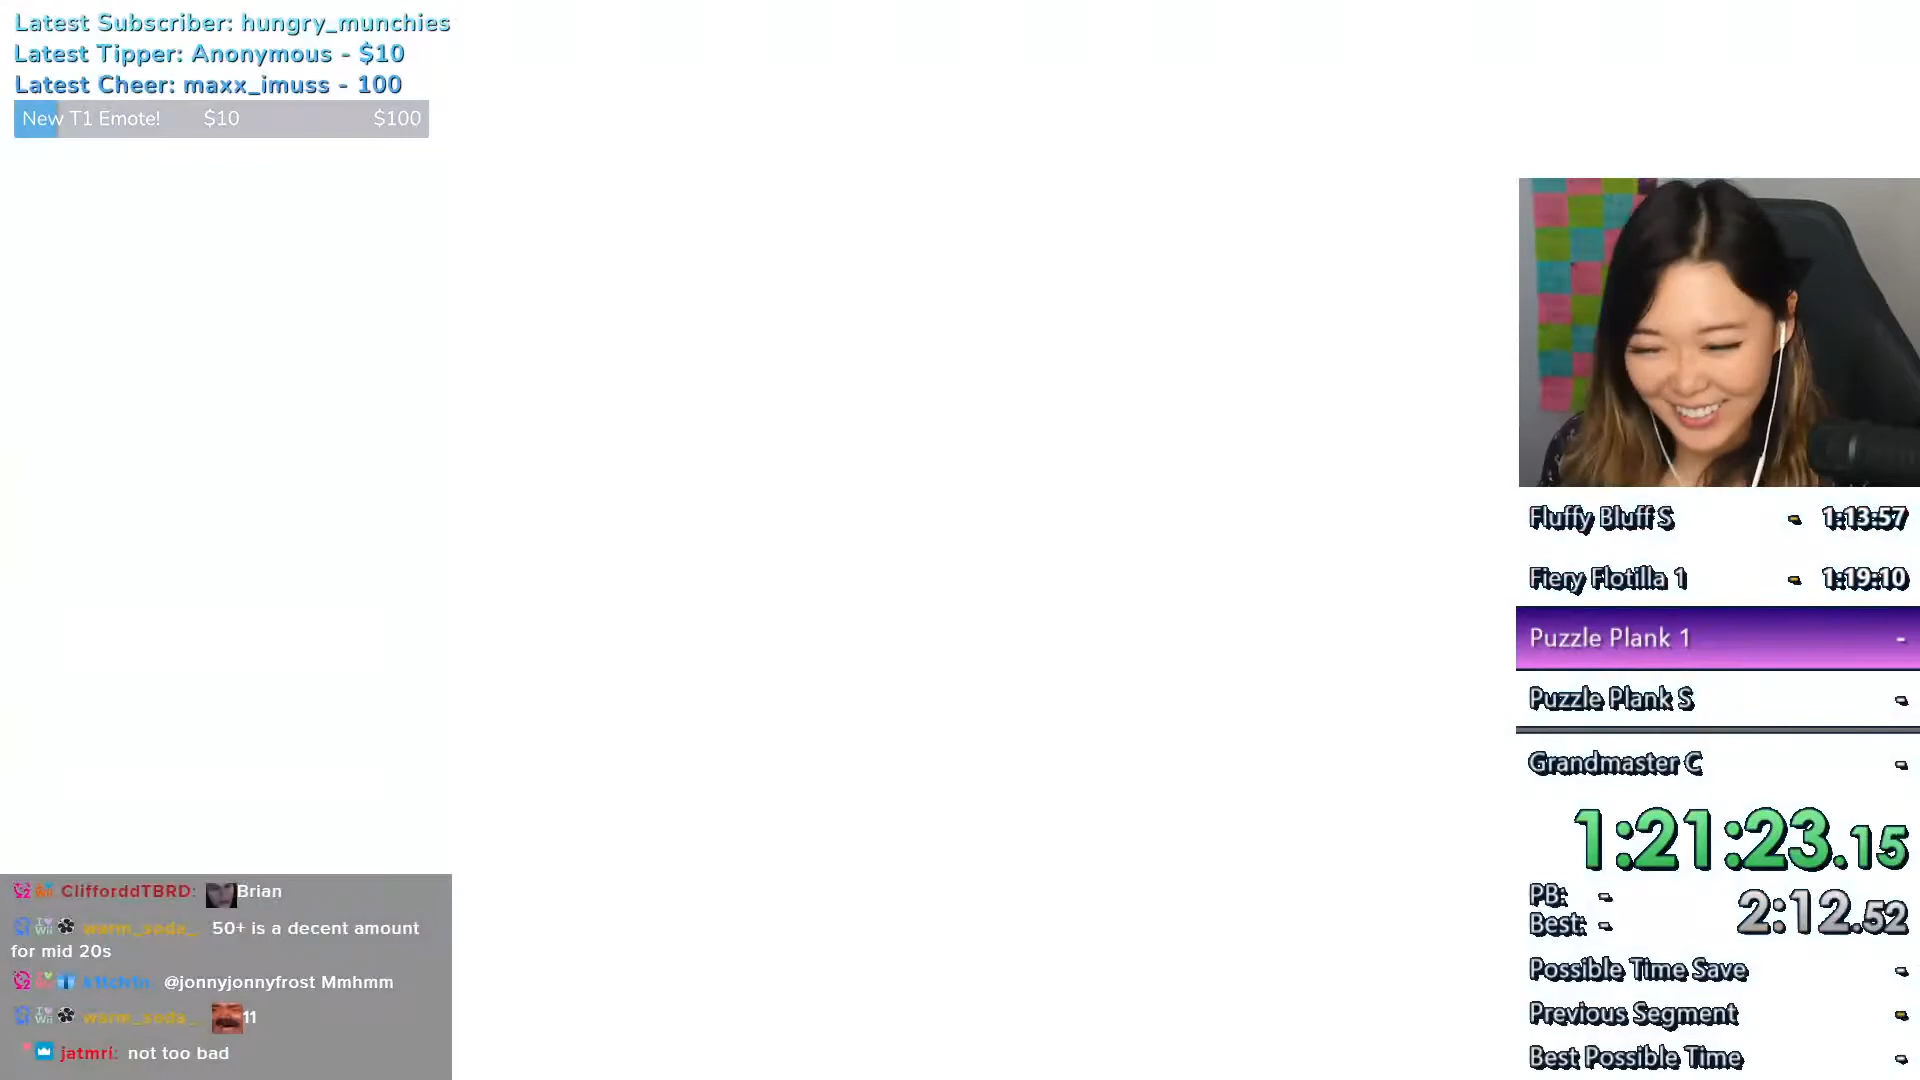 Latest Subscriber: hungry_munchies
Latest Tipper: Anonymous - $10
Latest Cheer: maxx_imuss - 100
New T1 Emote! $10 $100
Fluffy Bluff S - 1:13:57
Fiery Flotilla 1 - 1:19:10
Puzzle Plank 1 -
Puzzle Plank S -
Grandmaster C -
1:21:23.15
PB: -
Best: -
2:12.52
Possible Time Save -
Previous Segment -
Best Possible Time -
ClifforddTBRD: Brian
warm_soda_ 50+ is a decent amount
for mid 20s
@jonnyjonnyfrost Mmhmm
warm_soda_ 11
jatmri: not too bad